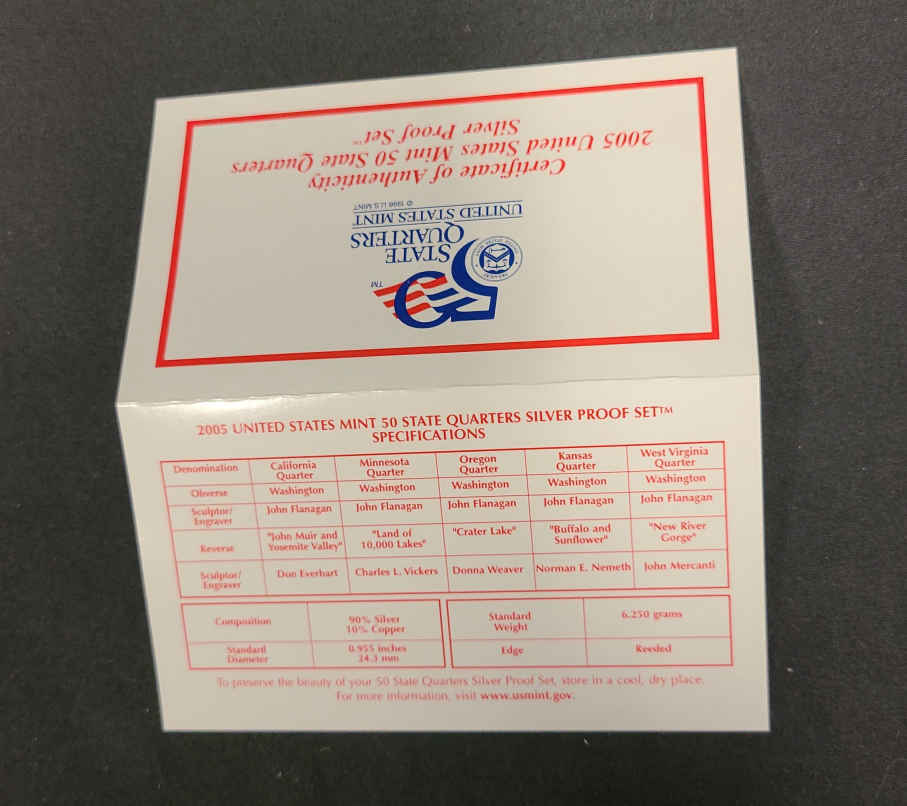 Certificate of Authenticity
2005 United States Mint 50 State Quarters
Silver Proof Set™
50
TM
STATE
QUARTERS
UNITED STATES MINT
© 1998 U.S. MINT
2005 UNITED STATES MINT 50 STATE QUARTERS SILVER PROOF SET™
SPECIFICATIONS
Denomination California Quarter Minnesota Quarter Oregon Quarter Kansas Quarter West Virginia Quarter
Obverse Washington Washington Washington Washington Washington
Sculptor/ Engraver John Flanagan John Flanagan John Flanagan John Flanagan John Flanagan
Reverse "John Muir and Yosemite Valley" "Land of 10,000 Lakes" "Crater Lake" "Buffalo and Sunflower" "New River Gorge"
Sculptor/ Engraver Don Everhart Charles L. Vickers Donna Weaver Norman E. Nemeth John Mercanti
Composition 90% Silver 10% Copper Standard Weight 6.250 grams
Standard Diameter 0.955 inches 24.3 mm Edge Reeded
To preserve the beauty of your 50 State Quarters Silver Proof Set, store in a cool, dry place.
For more information, visit www.usmint.gov.